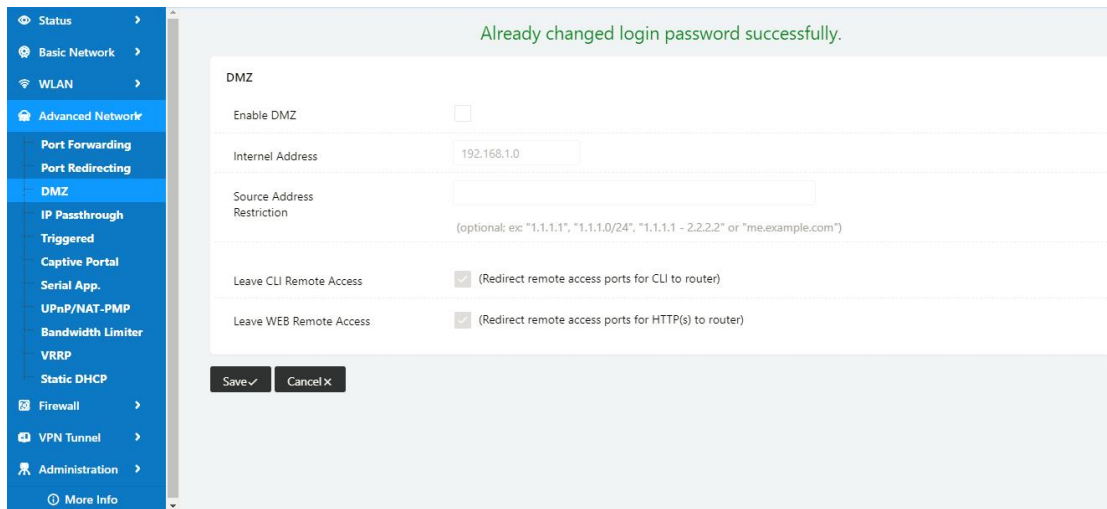 Status
Basic Network
WLAN
Advanced Network
Port Forwarding
Port Redirecting
DMZ
IP Passthrough
Triggered
Captive Portal
Serial App.
UPnP/NAT-PMP
Bandwidth Limiter
VRRP
Static DHCP
Firewall
VPN Tunnel
Administration
More Info
Already changed login password successfully.
DMZ
Enable DMZ
Internal Address
192.168.1.0
Source Address
Restriction
(optional; ex: "1.1.1.1", "1.1.1.0/24", "1.1.1.1 - 2.2.2.2" or "me.example.com")
Leave CLI Remote Access
(Redirect remote access ports for CLI to router)
Leave WEB Remote Access
(Redirect remote access ports for HTTP(s) to router)
Save
Cancel